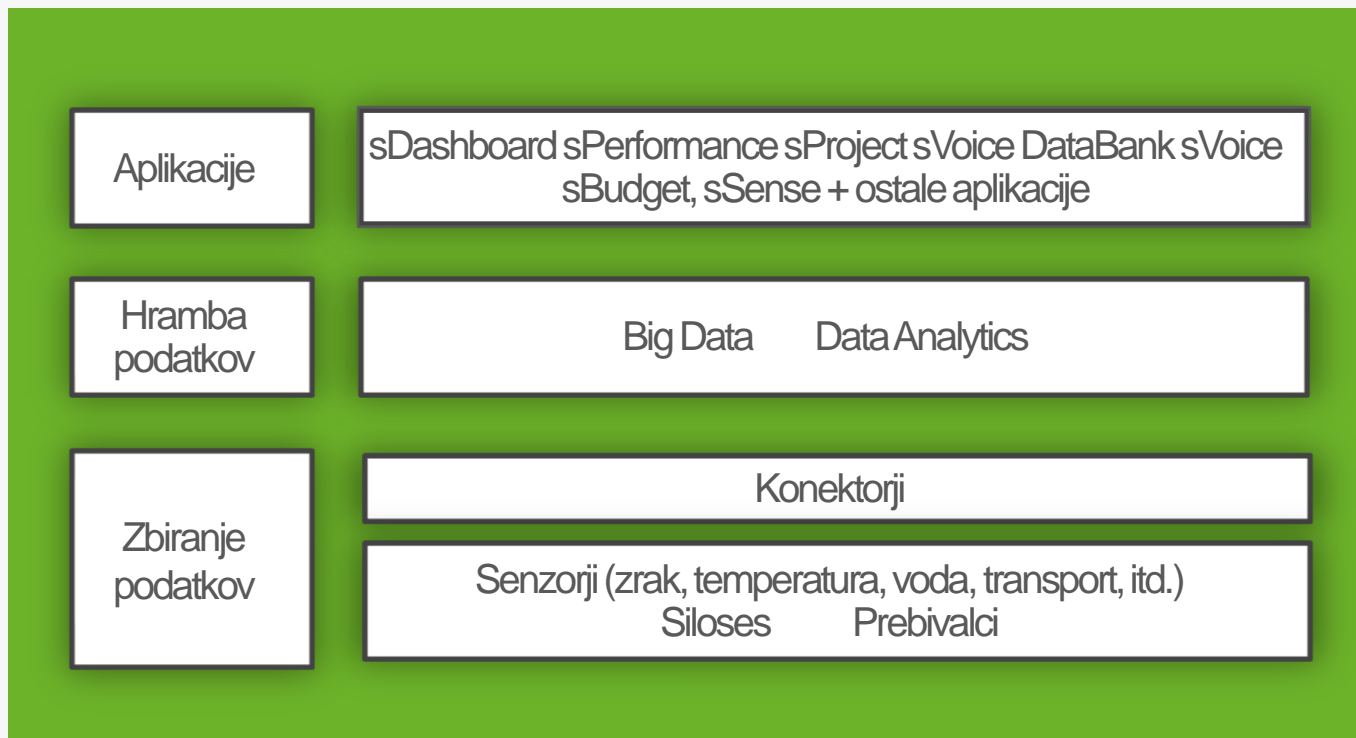 Aplikacije
sDashboard sPerformance sProject sVoice DataBank sVoice
sBudget, sSense + ostale aplikacije
Hramba
podatkov
Big Data Data Analytics
Zbiranje
podatkov
Konektorji
Senzorji (zrak, temperatura, voda, transport, itd.)
Siloses Prebivalci